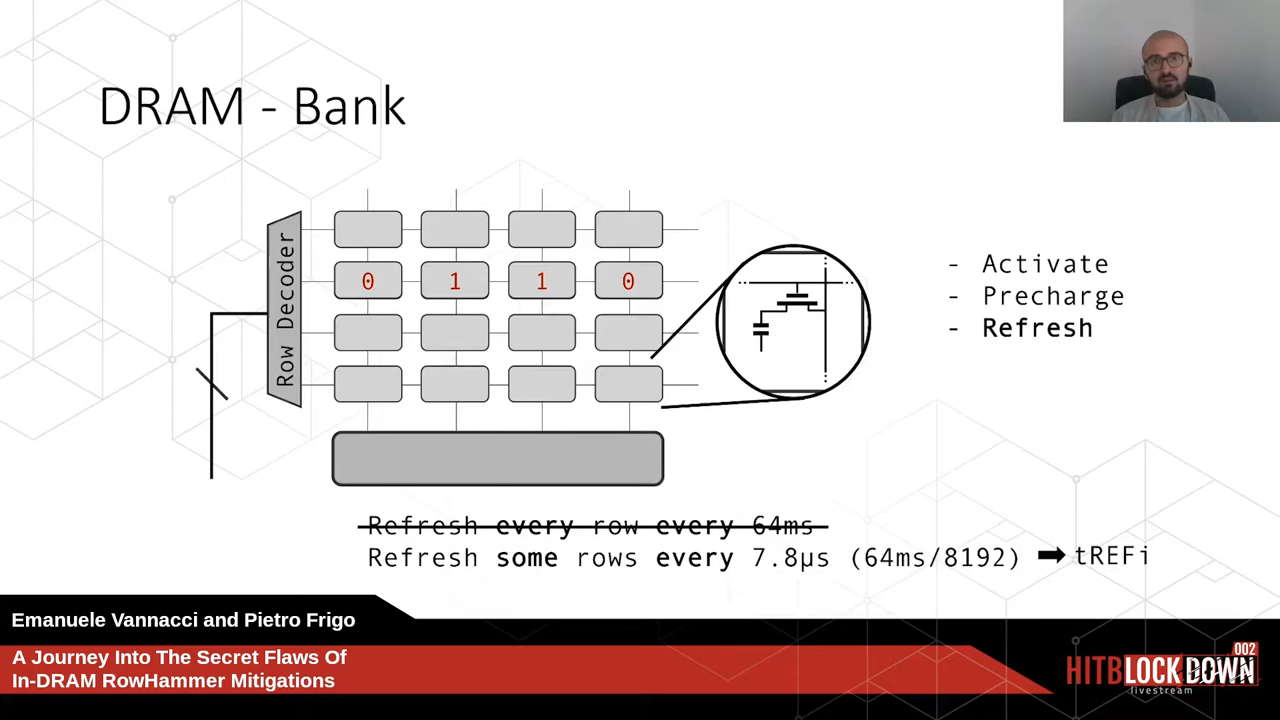 DRAM - Bank
Row Decoder
0 1 1 0
- Activate
- Precharge
- Refresh
Refresh every row every 64ms
Refresh some rows every 7.8µs (64ms/8192) ➡ tREFi
Emanuele Vannacci and Pietro Frigo
A Journey Into The Secret Flaws Of
In-DRAM RowHammer Mitigations
002
HITBLOCKDOWN
livestream